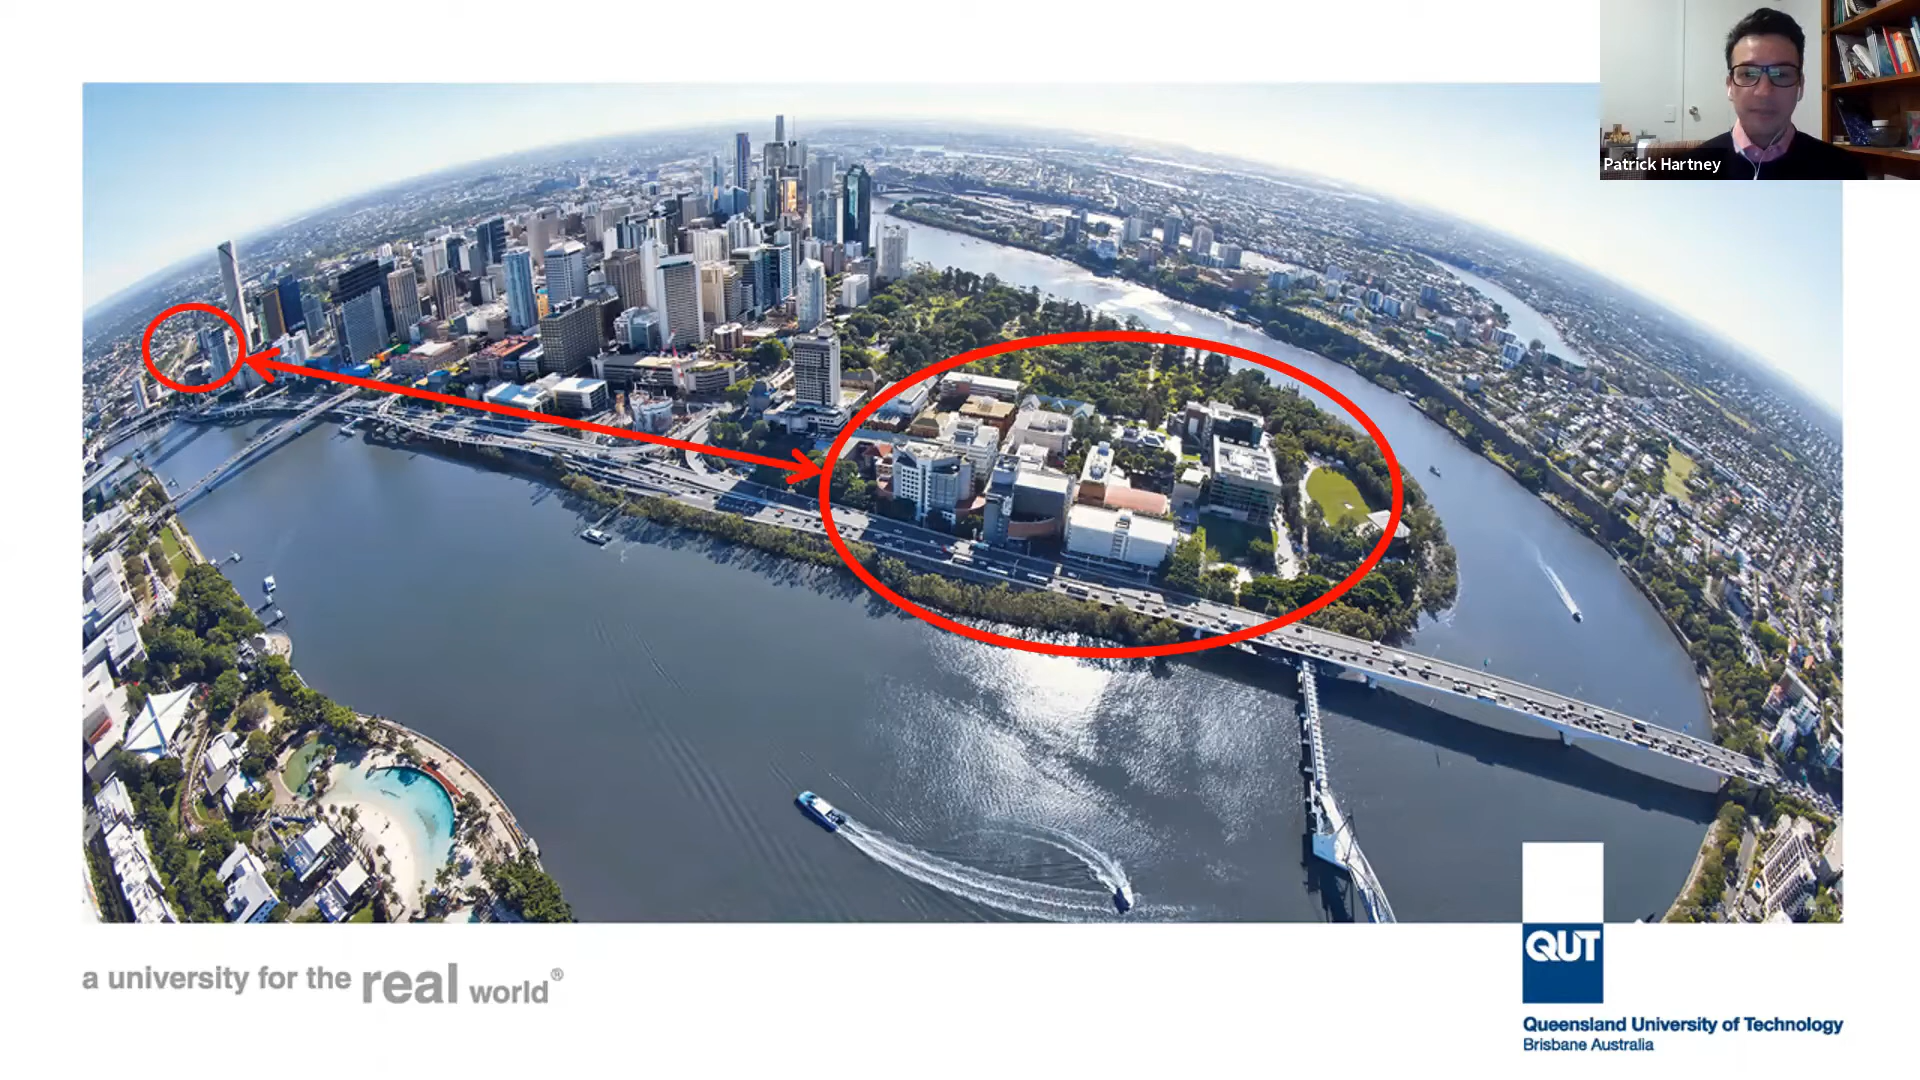 Patrick Hartney
a university for the real world®
QUT
Queensland University of Technology
Brisbane Australia